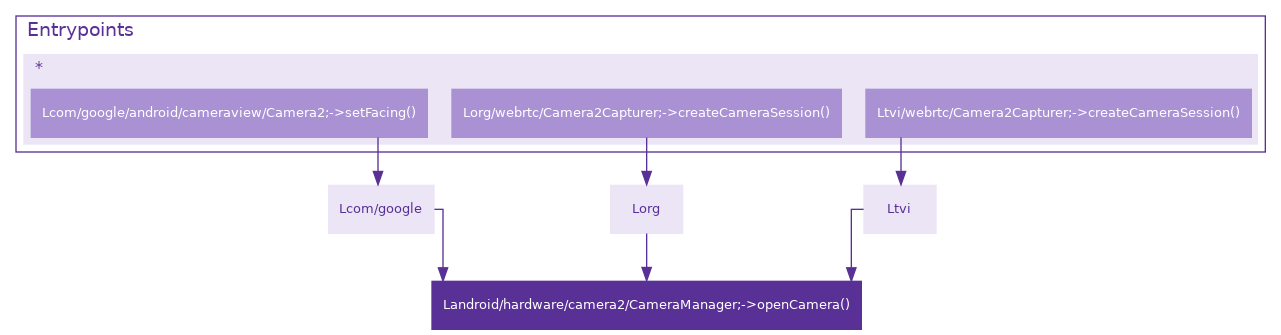 Entrypoints
*
Lcom/google/android/cameraview/Camera2;->setFacing()
Lorg/webrtc/Camera2Capturer;->createCameraSession()
Ltvi/webrtc/Camera2Capturer;->createCameraSession()
Lcom/google
Lorg
Ltvi
Landroid/hardware/camera2/CameraManager;->openCamera()